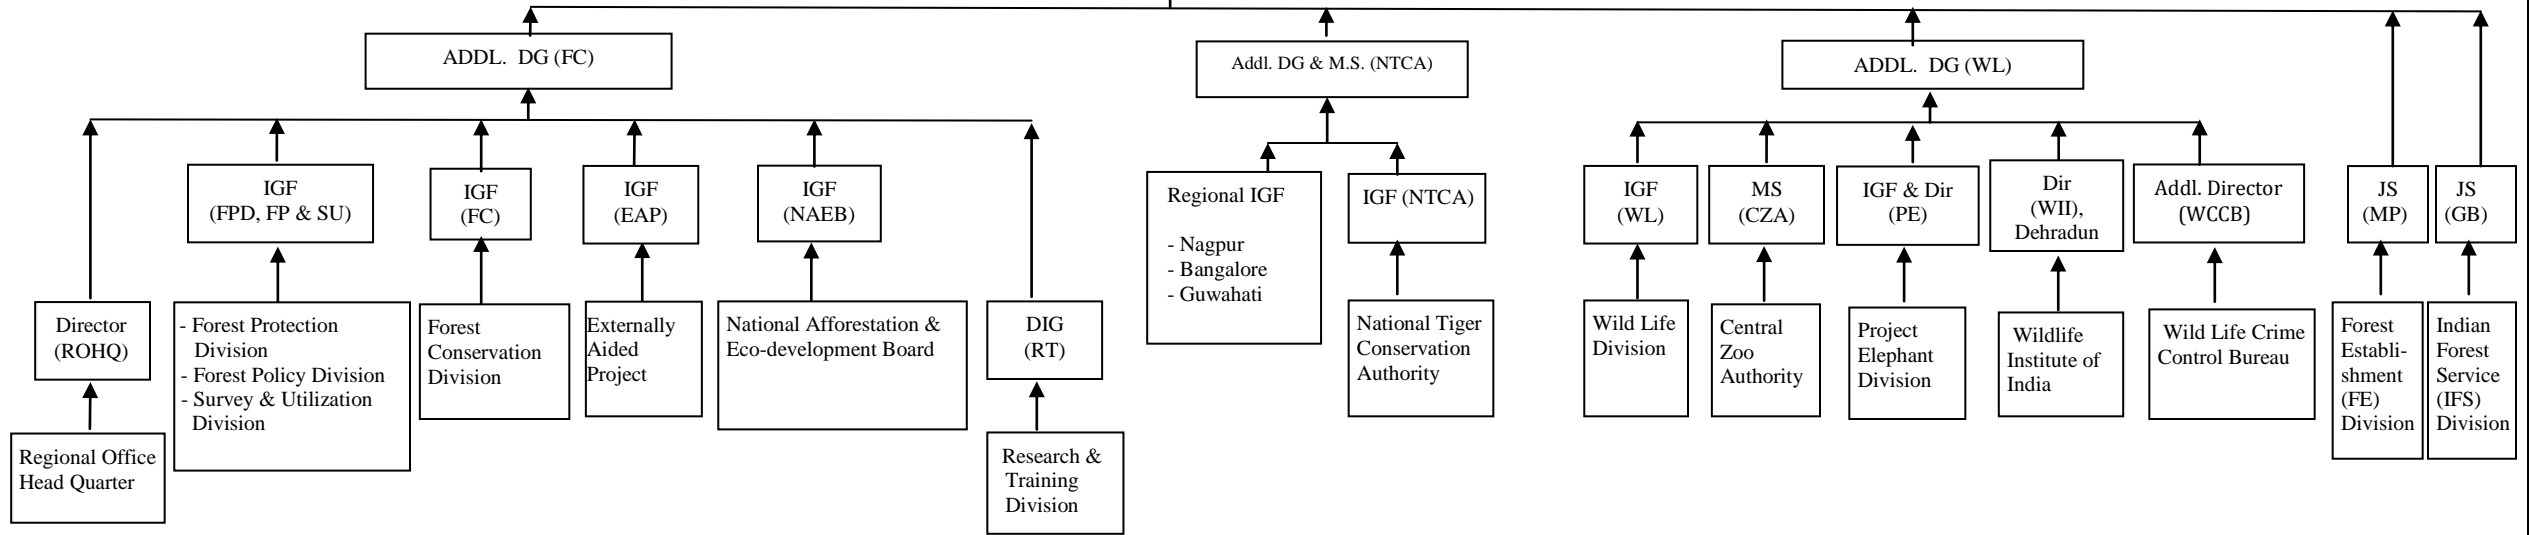 ADDL. DG (FC)
Addl. DG & M.S. (NTCA)
ADDL. DG (WL)
IGF
(FPD, FP & SU)
IGF
(FC)
IGF
(EAP)
IGF
(NAEB)
Regional IGF
- Nagpur
- Bangalore
- Guwahati
IGF (NTCA)
IGF
(WL)
MS
(CZA)
IGF & Dir
(PE)
Dir
(WII),
Dehradun
Addl. Director
(WCCB)
JS
(MP)
JS
(GB)
Director
(ROHQ)
- Forest Protection
Division
- Forest Policy Division
- Survey & Utilization
Division
Forest
Conservation
Division
Externally
Aided
Project
National Afforestation &
Eco-development Board
DIG
(RT)
National Tiger
Conservation
Authority
Wild Life
Division
Central
Zoo
Authority
Project
Elephant
Division
Wildlife
Institute of
India
Wild Life Crime
Control Bureau
Forest
Establi-
shment
(FE)
Division
Indian
Forest
Service
(IFS)
Division
Regional Office
Head Quarter
Research &
Training
Division